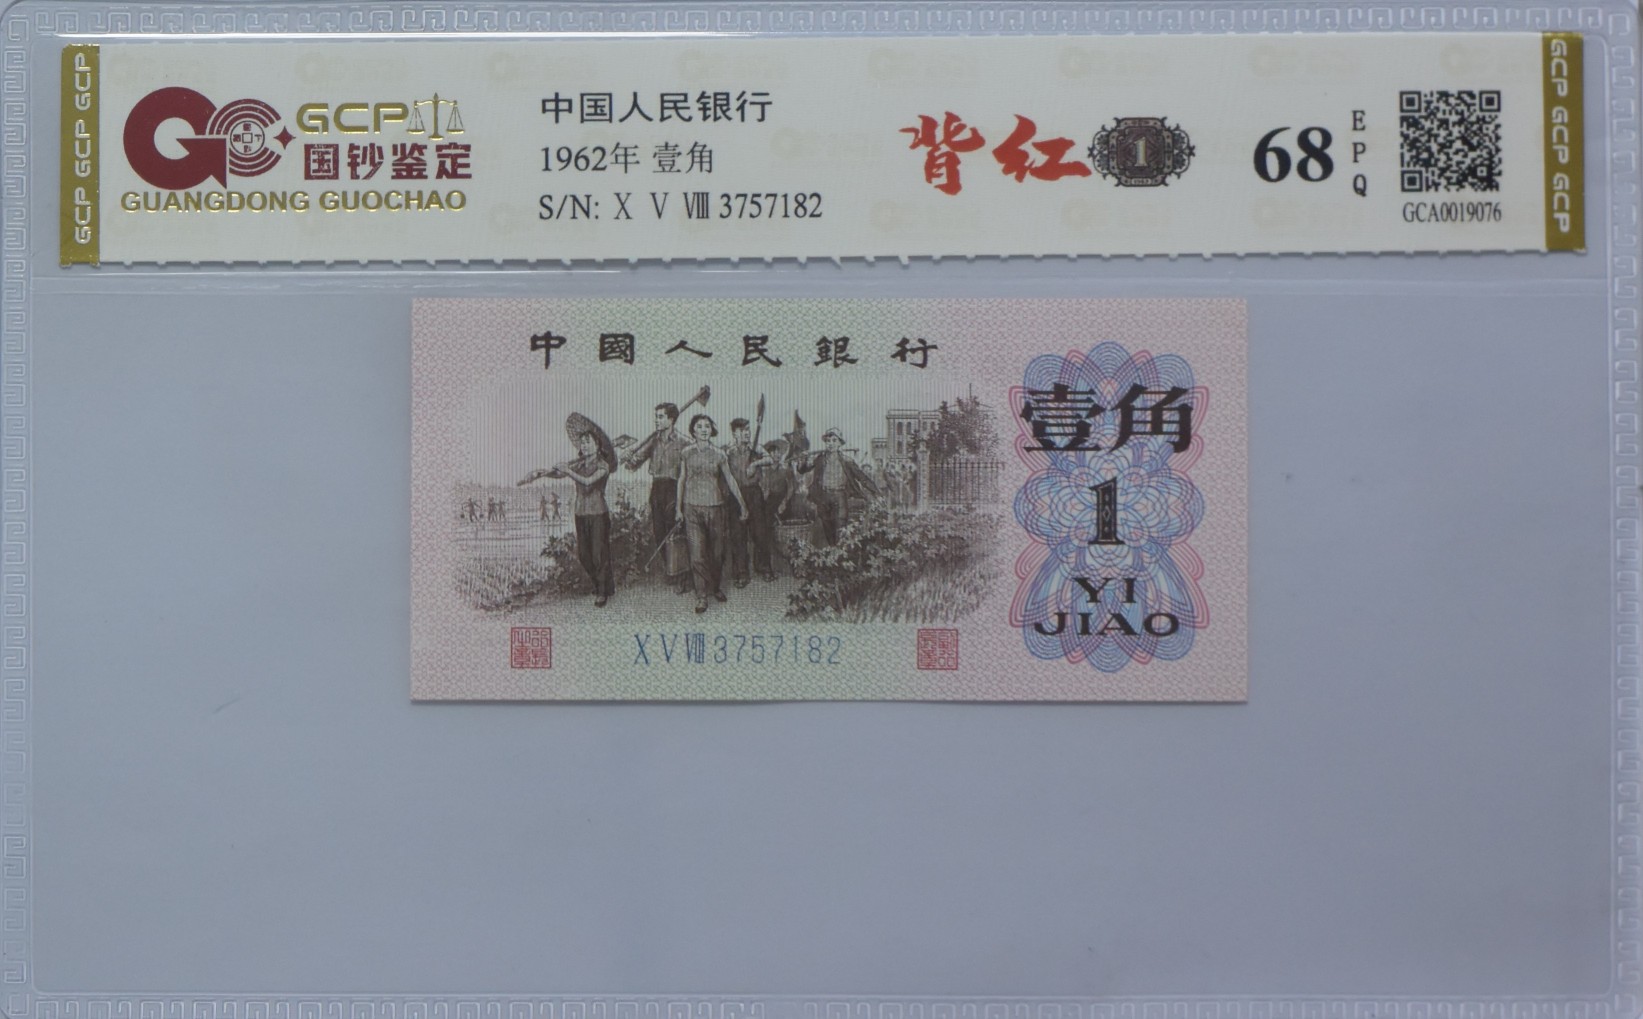 GCP GCP GCP
GCP
国钞鉴定
GUANGDONG GUOCHAO
中国人民银行
1962年 壹角
S/N: X V VIII 3757182
背红
1
68
EPQ
GCA0019076
GCP GCP GCP
中國人民銀行
壹角
1
YI
JIAO
X V VIII 3757182